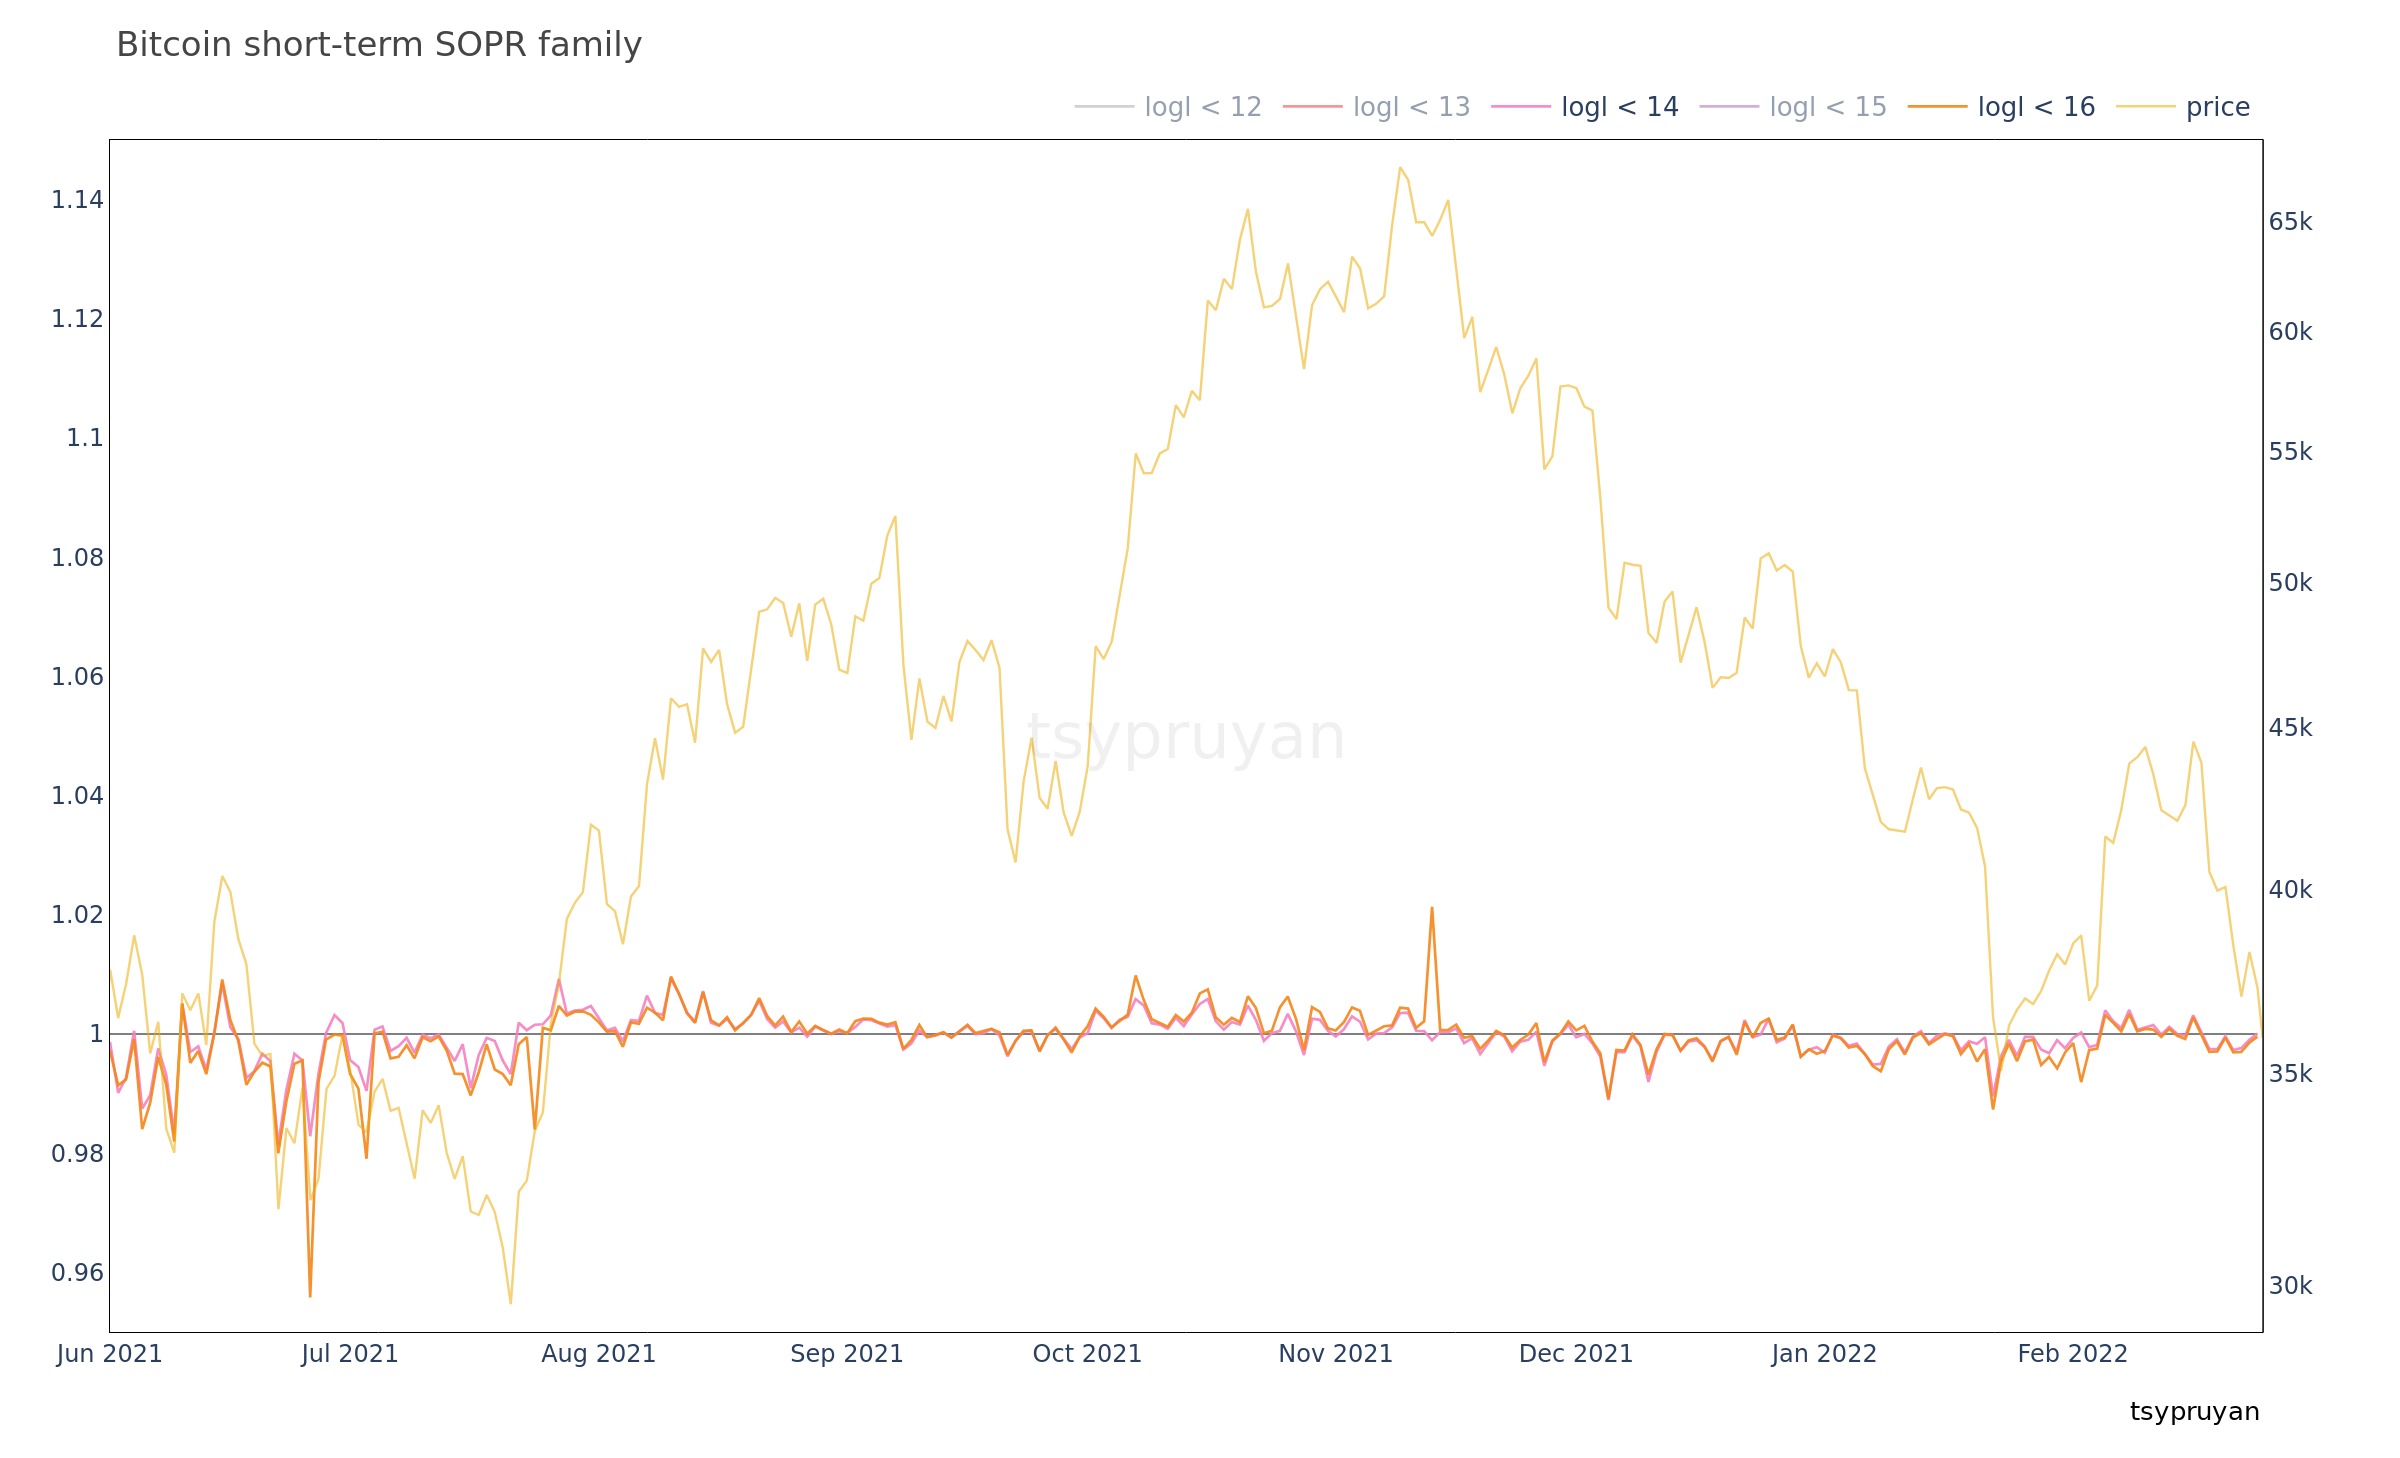 Bitcoin short-term SOPR family
logl < 12 logl < 13 logl < 14 logl < 15 logl < 16 price
1.14
1.12
1.1
1.08
1.06
1.04
1.02
1
0.98
0.96
65k
60k
55k
50k
45k
40k
35k
30k
tsypruyan
Jun 2021 Jul 2021 Aug 2021 Sep 2021 Oct 2021 Nov 2021 Dec 2021 Jan 2022 Feb 2022
tsypruyan